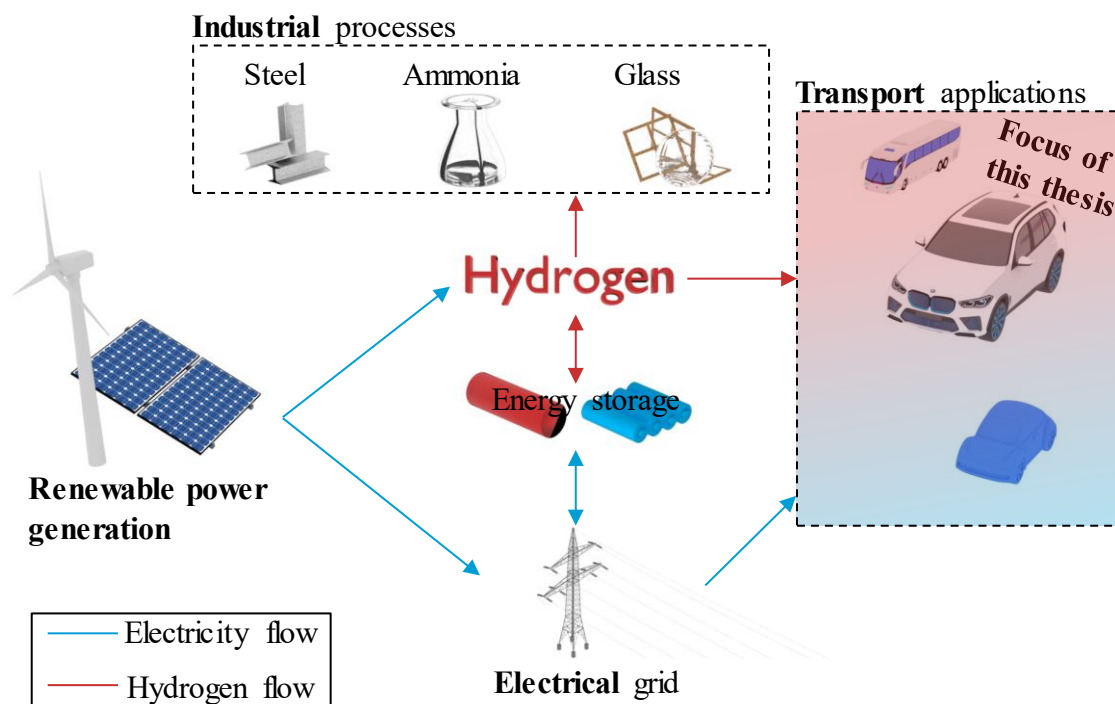 Industrial processes
Steel
Ammonia
Glass
Transport applications
Focus of
this thesis
Hydrogen
Energy storage
Renewable power
generation
Electricity flow
Hydrogen flow
Electrical grid